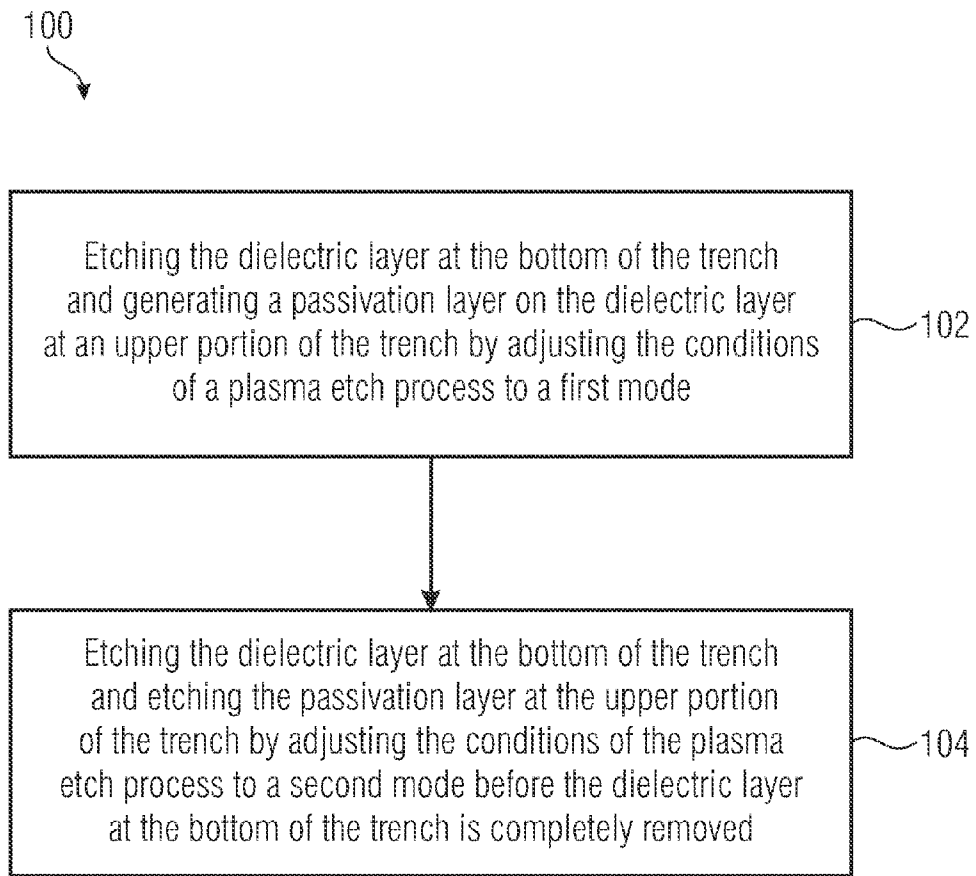 100
Etching the dielectric layer at the bottom of the trench
and generating a passivation layer on the dielectric layer
at an upper portion of the trench by adjusting the conditions
of a plasma etch process to a first mode
102
Etching the dielectric layer at the bottom of the trench
and etching the passivation layer at the upper portion
of the trench by adjusting the conditions of the plasma
etch process to a second mode before the dielectric layer
at the bottom of the trench is completely removed
104